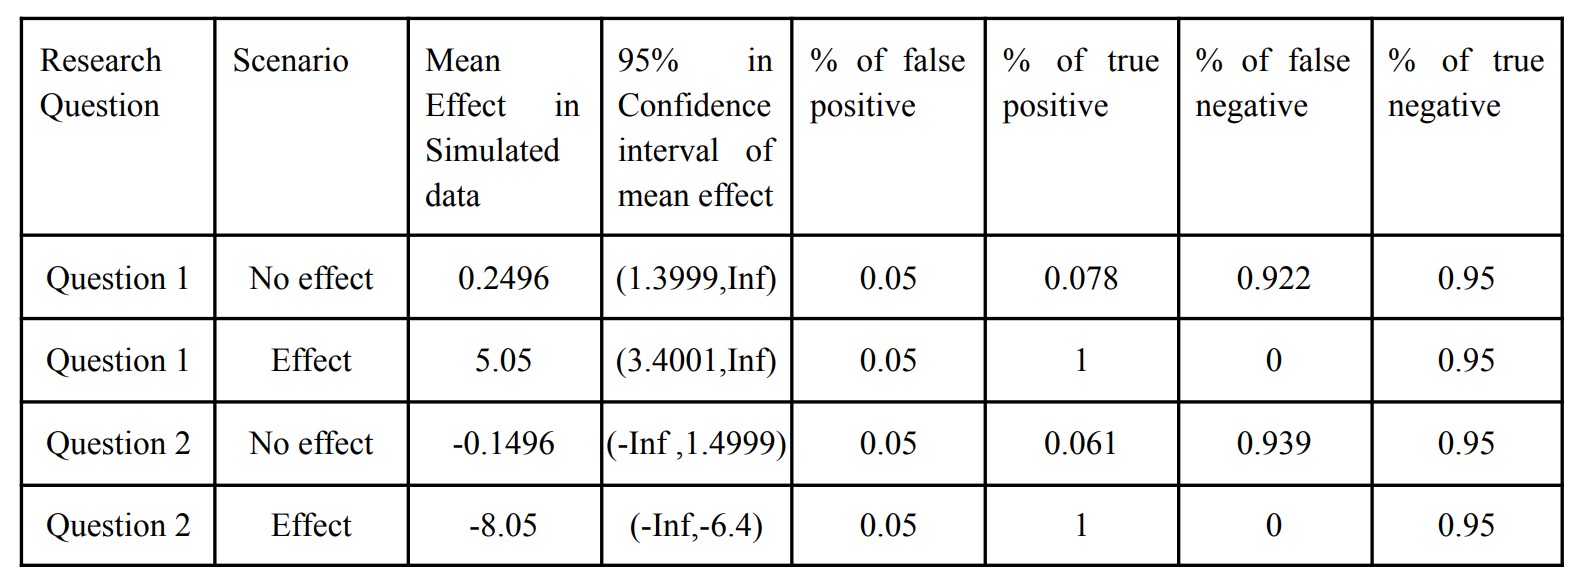 Research Question Scenario Mean Effect in Simulated data 95% in Confidence interval of mean effect % of false positive % of true positive % of false negative % of true negative
Question 1 No effect 0.2496 (1.3999,Inf) 0.05 0.078 0.922 0.95
Question 1 Effect 5.05 (3.4001,Inf) 0.05 1 0 0.95
Question 2 No effect -0.1496 (-Inf ,1.4999) 0.05 0.061 0.939 0.95
Question 2 Effect -8.05 (-Inf,-6.4) 0.05 1 0 0.95